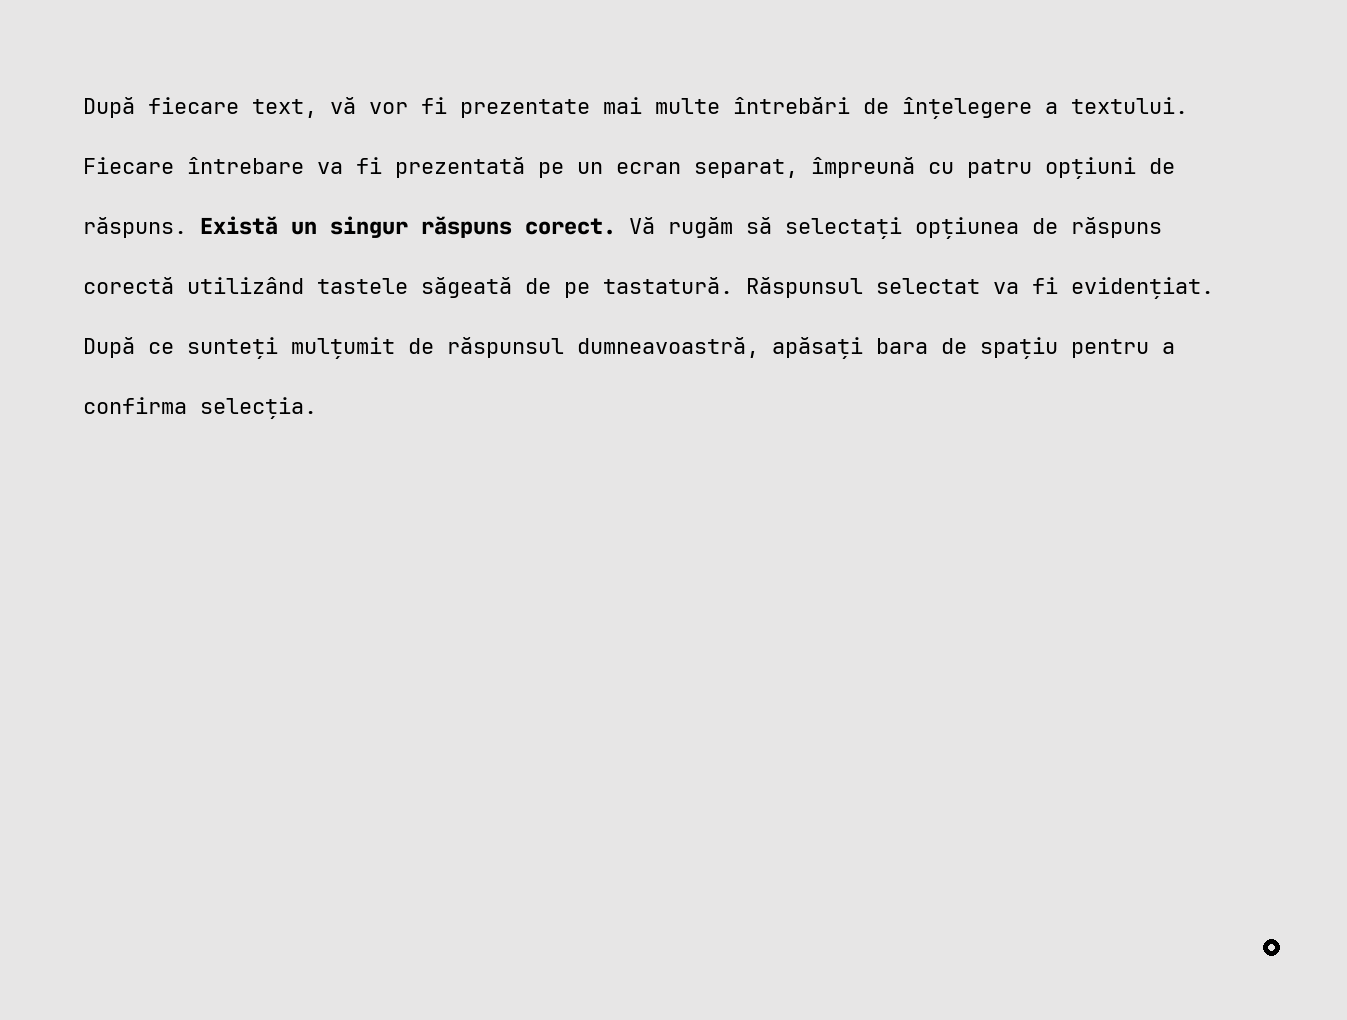 După fiecare text, vă vor fi prezentate mai multe întrebări de înțelegere a textului.
Fiecare întrebare va fi prezentată pe un ecran separat, împreună cu patru opțiuni de
răspuns. Există un singur răspuns corect. Vă rugăm să selectați opțiunea de răspuns
corectă utilizând tastele săgeată de pe tastatură. Răspunsul selectat va fi evidențiat.
După ce sunteți mulțumit de răspunsul dumneavoastră, apăsați bara de spațiu pentru a
confirma selecția.